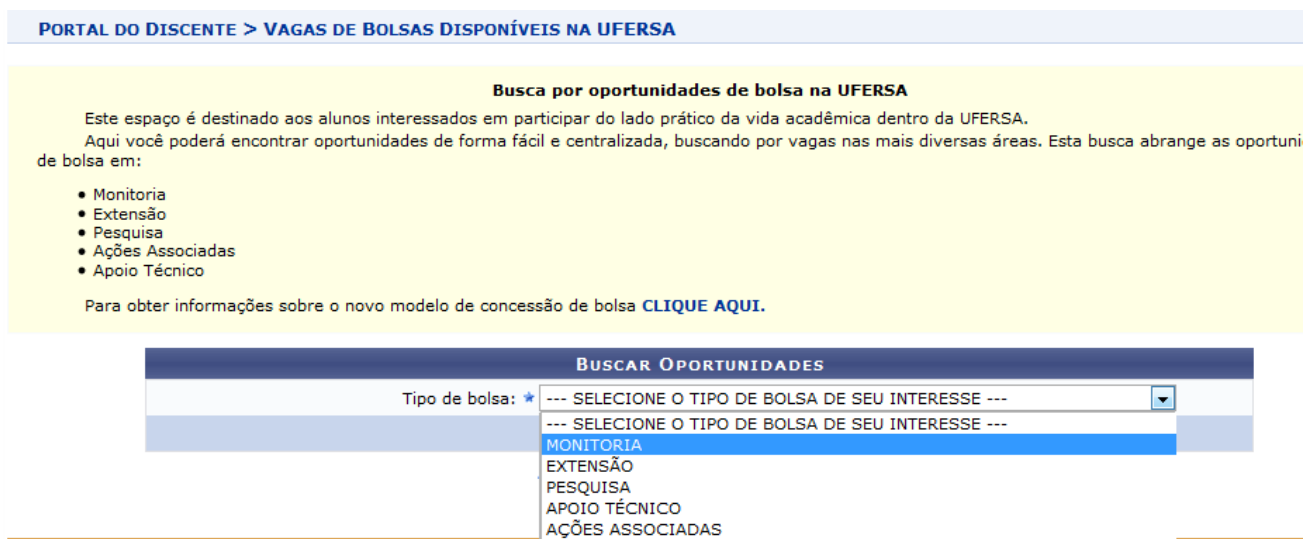 PORTAL DO DISCENTE > VAGAS DE BOLSAS DISPONÍVEIS NA UFERSA
Busca por oportunidades de bolsa na UFERSA
Este espaço é destinado aos alunos interessados em participar do lado prático da vida acadêmica dentro da UFERSA.
Aqui você poderá encontrar oportunidades de forma fácil e centralizada, buscando por vagas nas mais diversas áreas. Esta busca abrange as oportuni
de bolsa em:
• Monitoria
• Extensão
• Pesquisa
• Ações Associadas
• Apoio Técnico
Para obter informações sobre o novo modelo de concessão de bolsa CLIQUE AQUI.
BUSCAR OPORTUNIDADES
Tipo de bolsa: --- SELECIONE O TIPO DE BOLSA DE SEU INTERESSE ---
--- SELECIONE O TIPO DE BOLSA DE SEU INTERESSE ---
MONITORIA
EXTENSÃO
PESQUISA
APOIO TÉCNICO
AÇÕES ASSOCIADAS